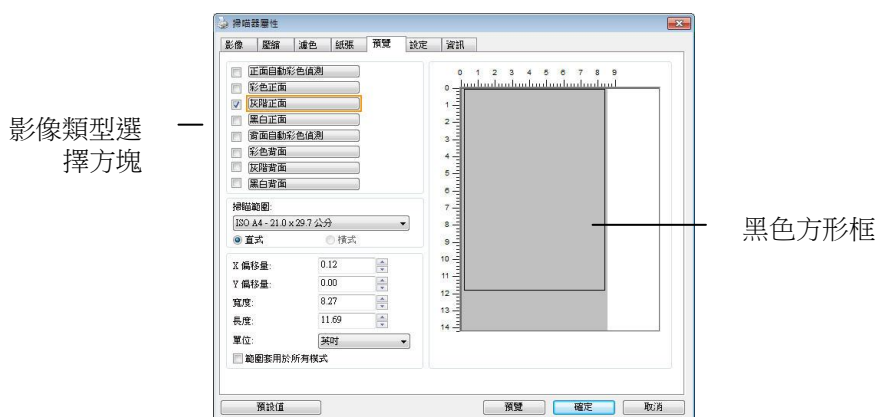 掃瞄器屬性
影像 壓縮 濾色 紙張 預覽 設定 資訊
正面自動彩色偵測
彩色正面
灰階正面
黑白正面
背面自動彩色偵測
彩色背面
灰階背面
黑白背面
影像類型選
擇方塊
掃瞄範圍:
ISO A4 - 21.0 x 29.7 公分
直式 橫式
X 偏移量: 0.12
Y 偏移量: 0.00
寬度: 8.27
長度: 11.69
單位: 英吋
範圍套用於所有模式
0 1 2 3 4 5 6 7 8 9
0
1
2
3
4
5
6
7
8
9
10
11
12
13
14
黑色方形框
預設值 預覽 確定 取消